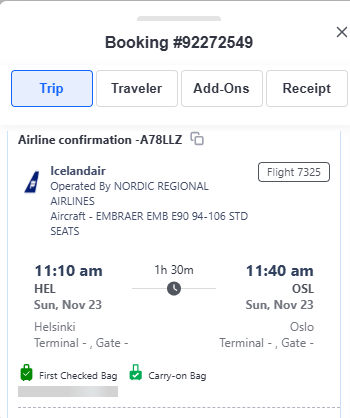 Booking #92272549
Trip
Traveler
Add-Ons
Receipt
Airline confirmation -A78LLZ
Icelandair
Flight 7325
Operated By NORDIC REGIONAL
AIRLINES
Aircraft - EMBRAER EMB E90 94-106 STD
SEATS
11:10 am
1h 30m
11:40 am
HEL
OSL
Sun, Nov 23
Sun, Nov 23
Helsinki
Oslo
Terminal - , Gate -
Terminal - , Gate -
First Checked Bag
Carry-on Bag